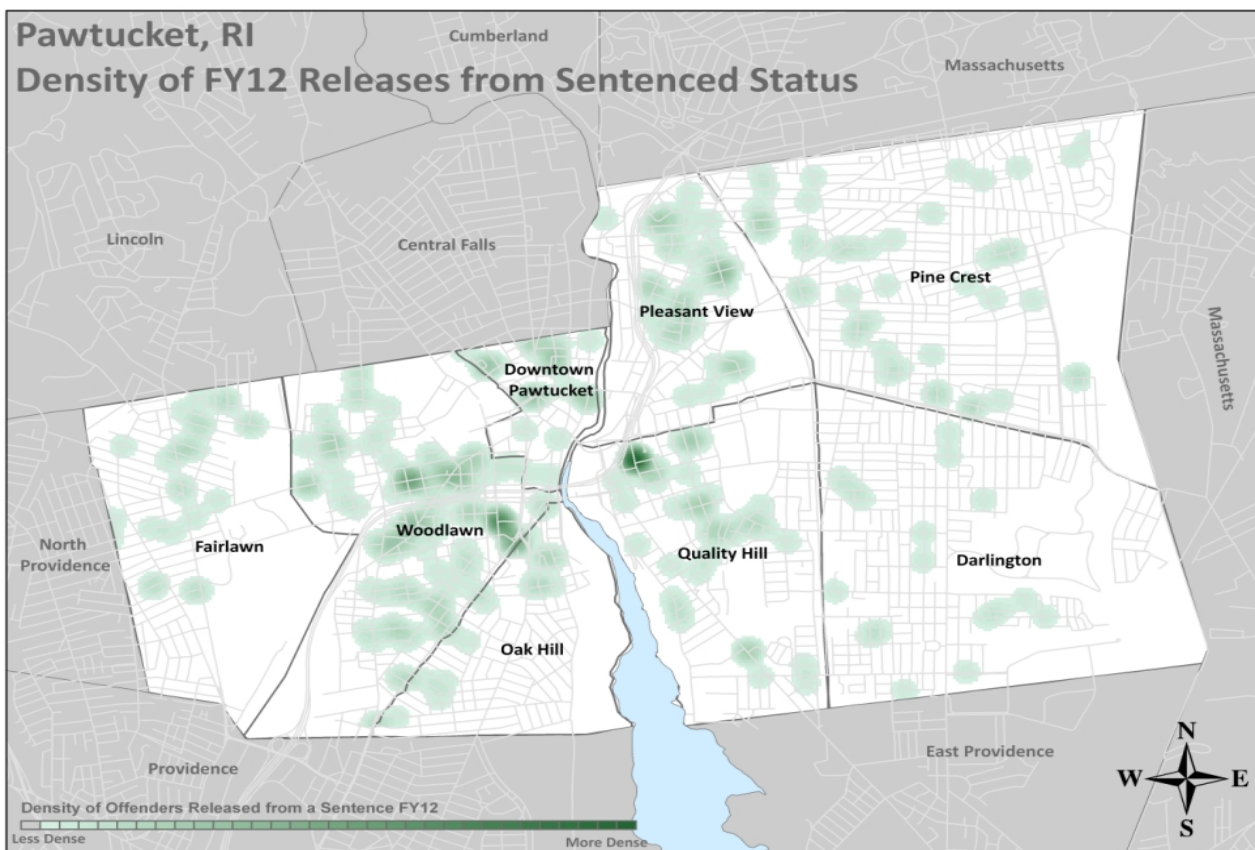 Pawtucket, RI
Density of FY12 Releases from Sentenced Status
Cumberland
Massachusetts
Lincoln
Central Falls
Pine Crest
Pleasant View
Massachusetts
Downtown
Pawtucket
North
Providence
Fairlawn
Woodlawn
Quality Hill
Darlington
Oak Hill
Providence
East Providence
N
W
E
S
Density of Offenders Released from a Sentence FY12
Less Dense
More Dense